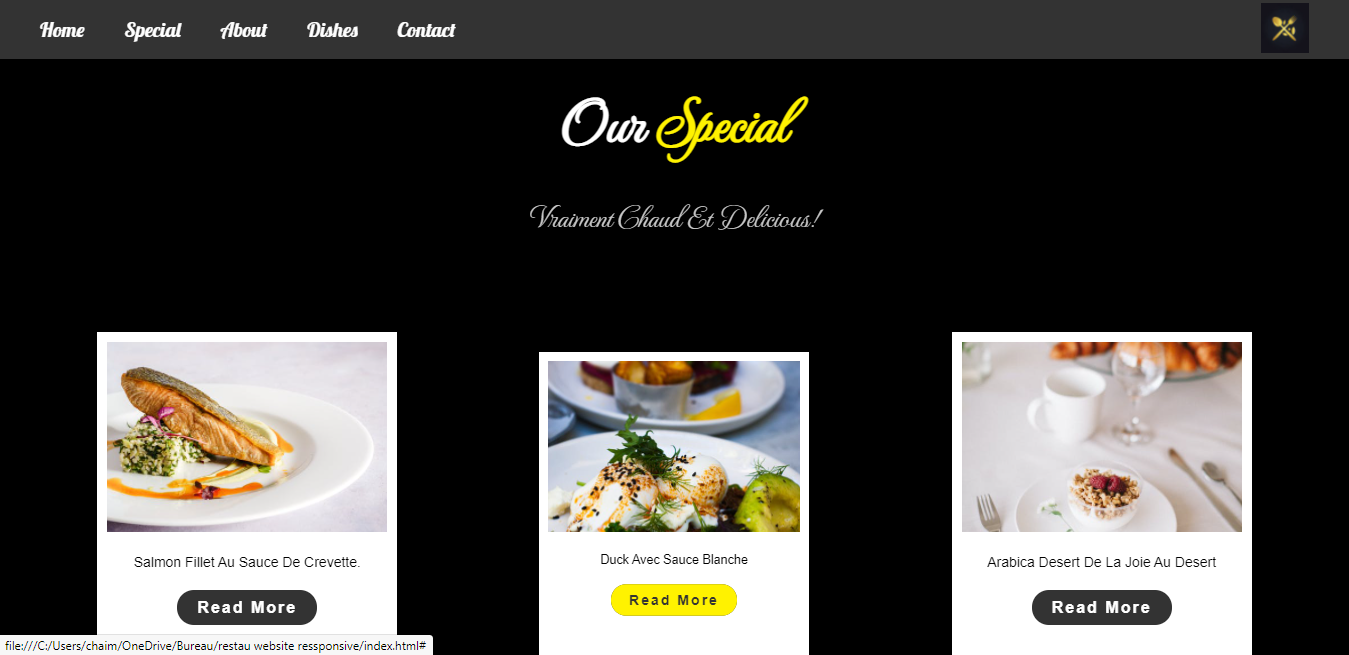 Home Special About Dishes Contact
Our Special
Vraiment Chaud Et Delicious!
Salmon Fillet Au Sauce De Crevette.
Duck Avec Sauce Blanche
Arabica Desert De La Joie Au Desert
Read More
Read More
Read More
file:///C:/Users/chaim/OneDrive/Bureau/restau website ressponsive/index.html#